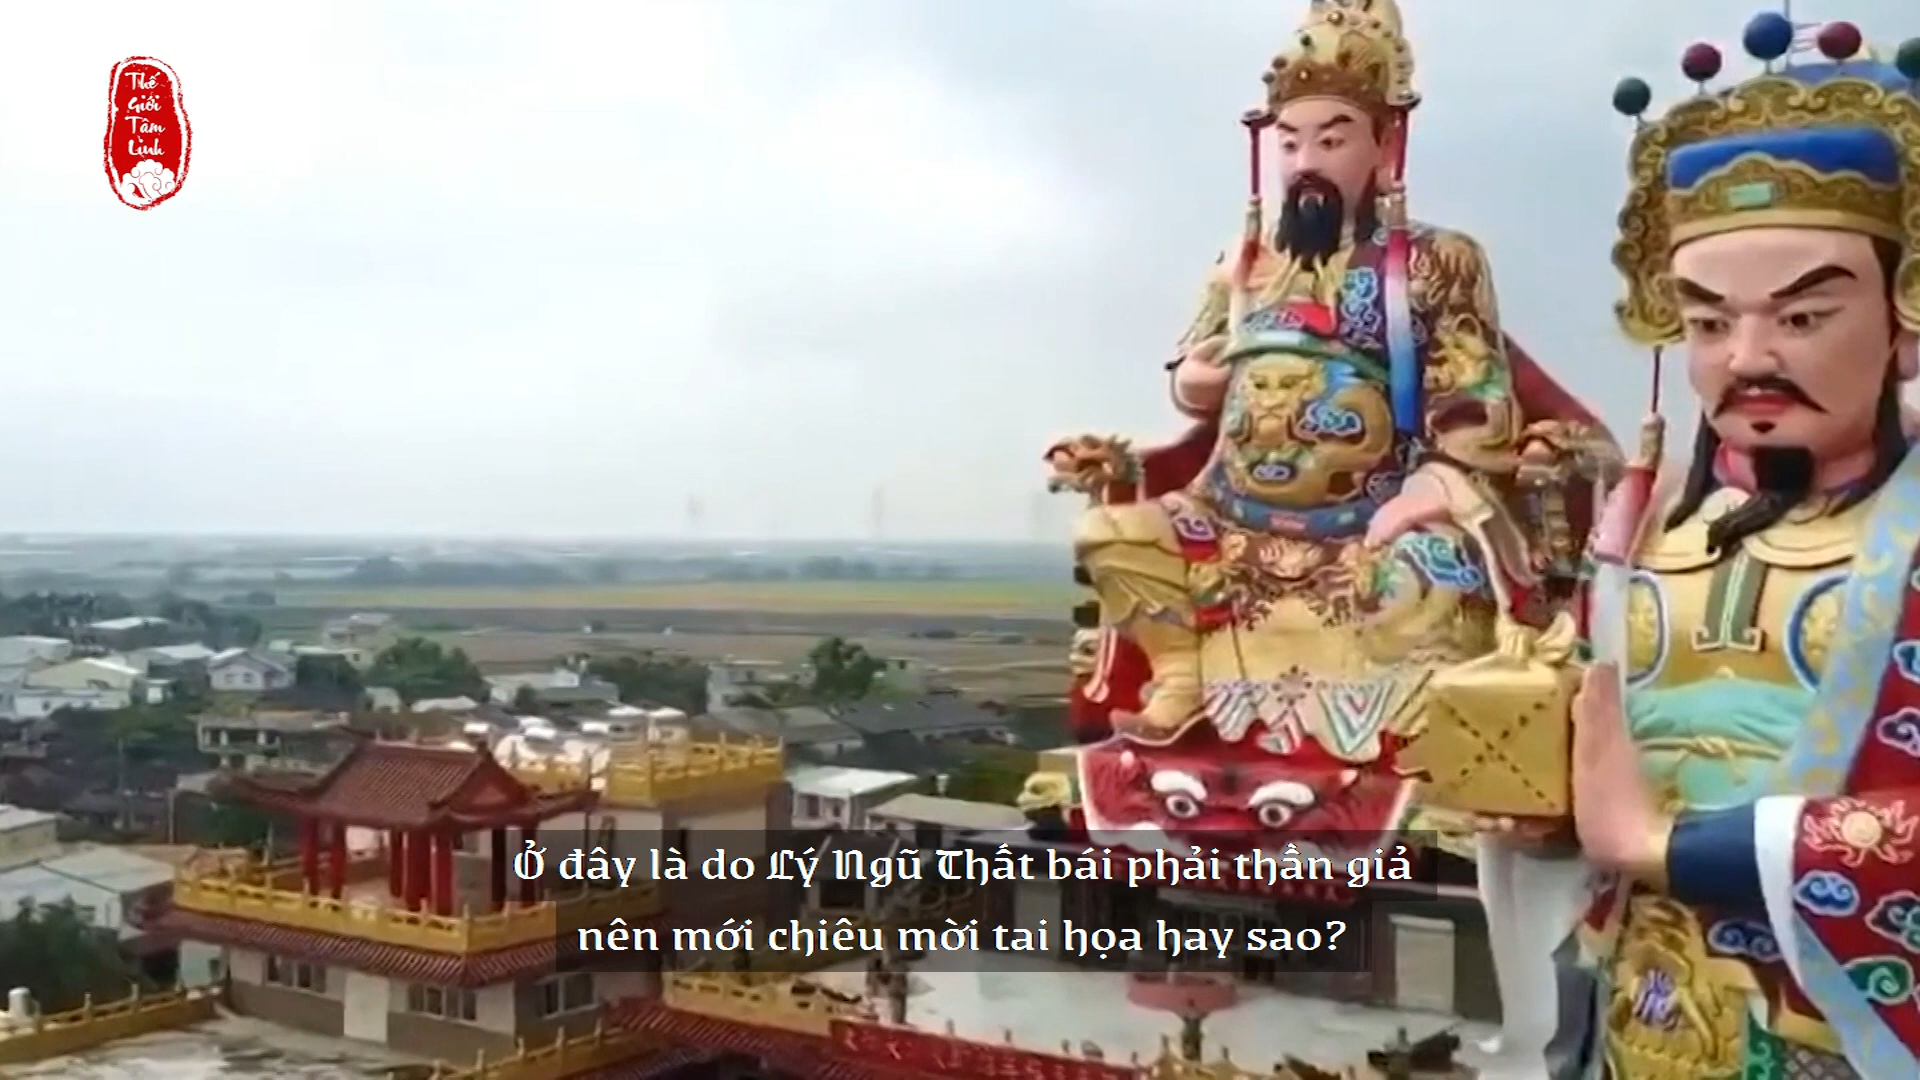 Thế
Giới
Tâm
Linh
Ở đây là do Lý Ngũ Thất bái phải thần giả
nên mới chiêu mời tai họa hay sao?